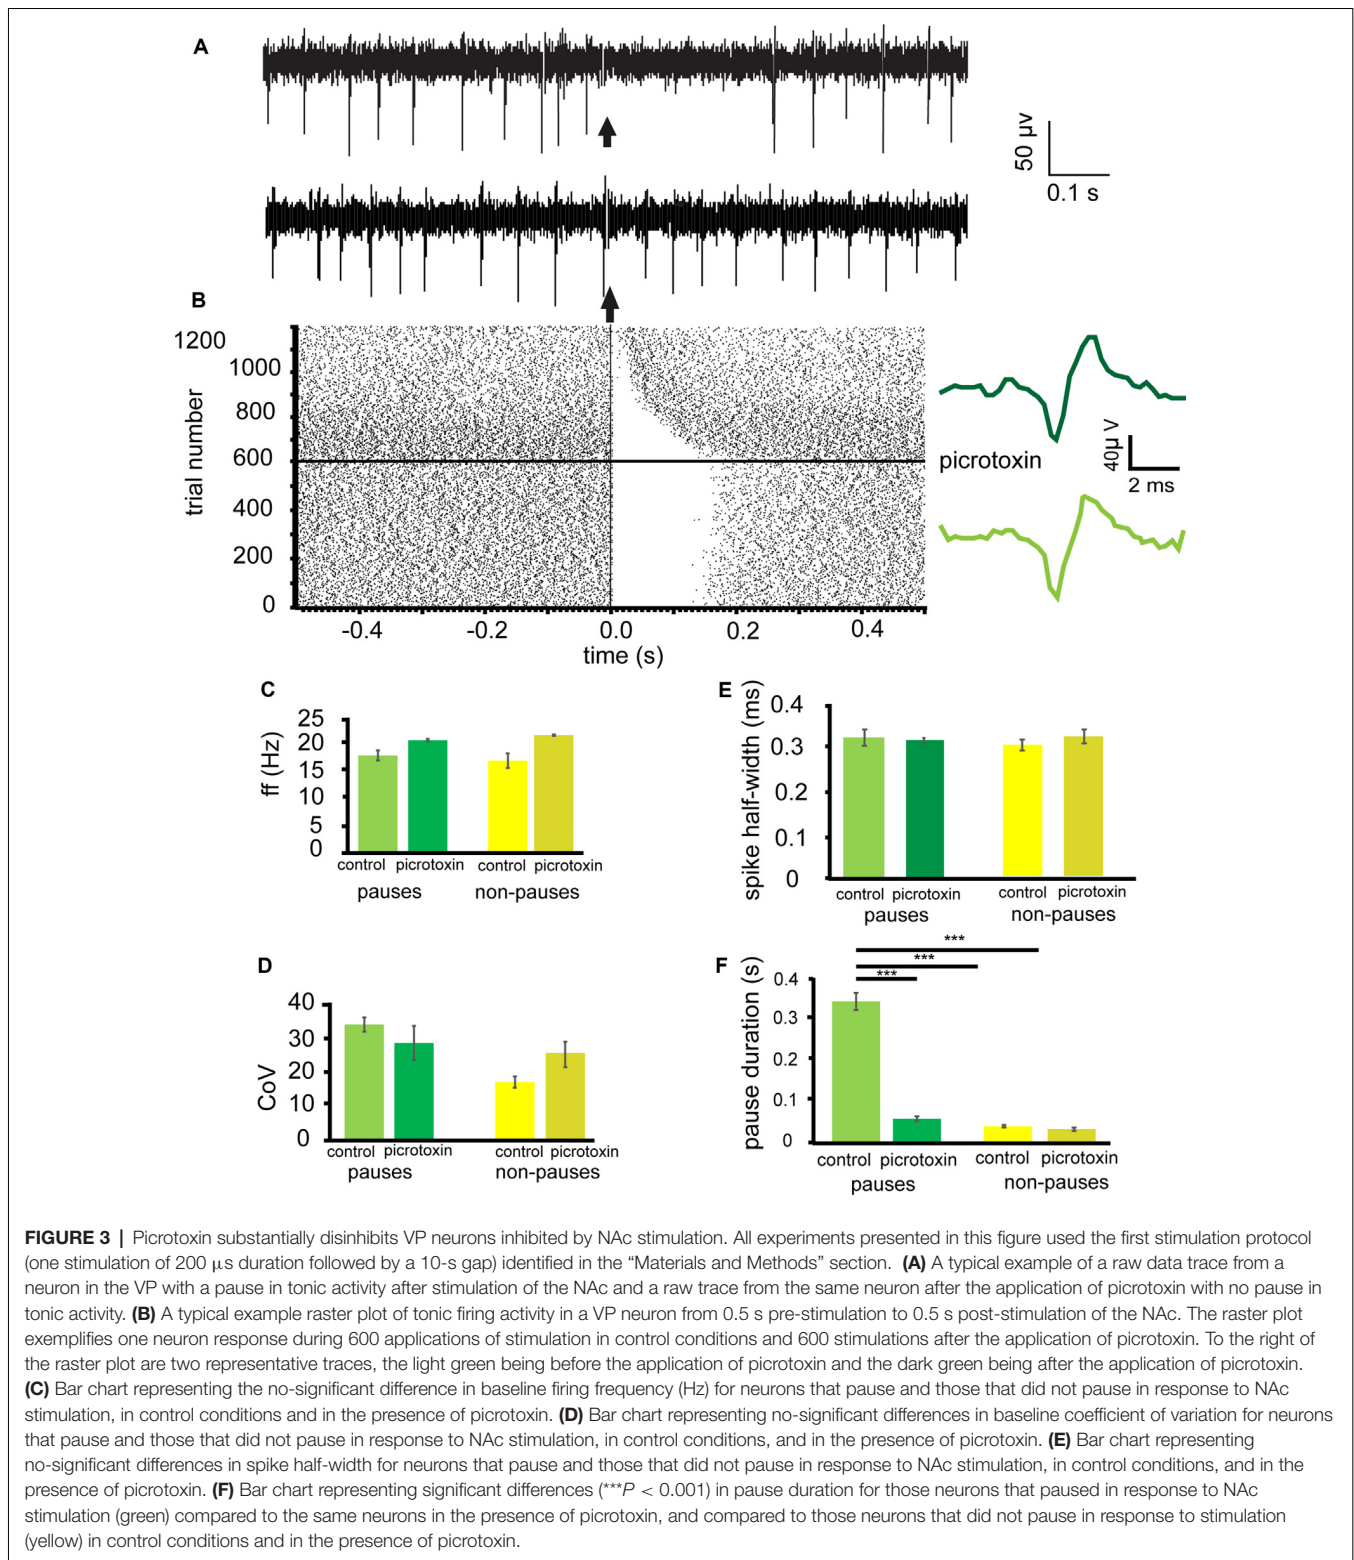 A
50 μv
0.1 s
B
1200
1000
800
600
400
200
0
trial number
-0.4 -0.2 0.0 0.2 0.4
time (s)
picrotoxin
40μ V
2 ms
C
25
20
15
10
5
0
ff (Hz)
control picrotoxin control picrotoxin
pauses non-pauses
E
0.4
0.3
0.2
0.1
0
spike half-width (ms)
control picrotoxin control picrotoxin
pauses non-pauses
D
40
30
20
10
0
CoV
control picrotoxin control picrotoxin
pauses non-pauses
F
***
***
***
0.4
0.3
0.2
0.1
0
pause duration (s)
control picrotoxin control picrotoxin
pauses non-pauses
FIGURE 3 | Picrotoxin substantially disinhibits VP neurons inhibited by NAc stimulation. All experiments presented in this figure used the first stimulation protocol
(one stimulation of 200 μs duration followed by a 10-s gap) identified in the “Materials and Methods” section. (A) A typical example of a raw data trace from a
neuron in the VP with a pause in tonic activity after stimulation of the NAc and a raw trace from the same neuron after the application of picrotoxin with no pause in
tonic activity. (B) A typical example raster plot of tonic firing activity in a VP neuron from 0.5 s pre-stimulation to 0.5 s post-stimulation of the NAc. The raster plot
exemplifies one neuron response during 600 applications of stimulation in control conditions and 600 stimulations after the application of picrotoxin. To the right of
the raster plot are two representative traces, the light green being before the application of picrotoxin and the dark green being after the application of picrotoxin.
(C) Bar chart representing the no-significant difference in baseline firing frequency (Hz) for neurons that pause and those that did not pause in response to NAc
stimulation, in control conditions and in the presence of picrotoxin. (D) Bar chart representing no-significant differences in baseline coefficient of variation for neurons
that pause and those that did not pause in response to NAc stimulation, in control conditions, and in the presence of picrotoxin. (E) Bar chart representing
no-significant differences in spike half-width for neurons that pause and those that did not pause in response to NAc stimulation, in control conditions, and in the
presence of picrotoxin. (F) Bar chart representing significant differences (***P < 0.001) in pause duration for those neurons that paused in response to NAc
stimulation (green) compared to the same neurons in the presence of picrotoxin, and compared to those neurons that did not pause in response to stimulation
(yellow) in control conditions and in the presence of picrotoxin.